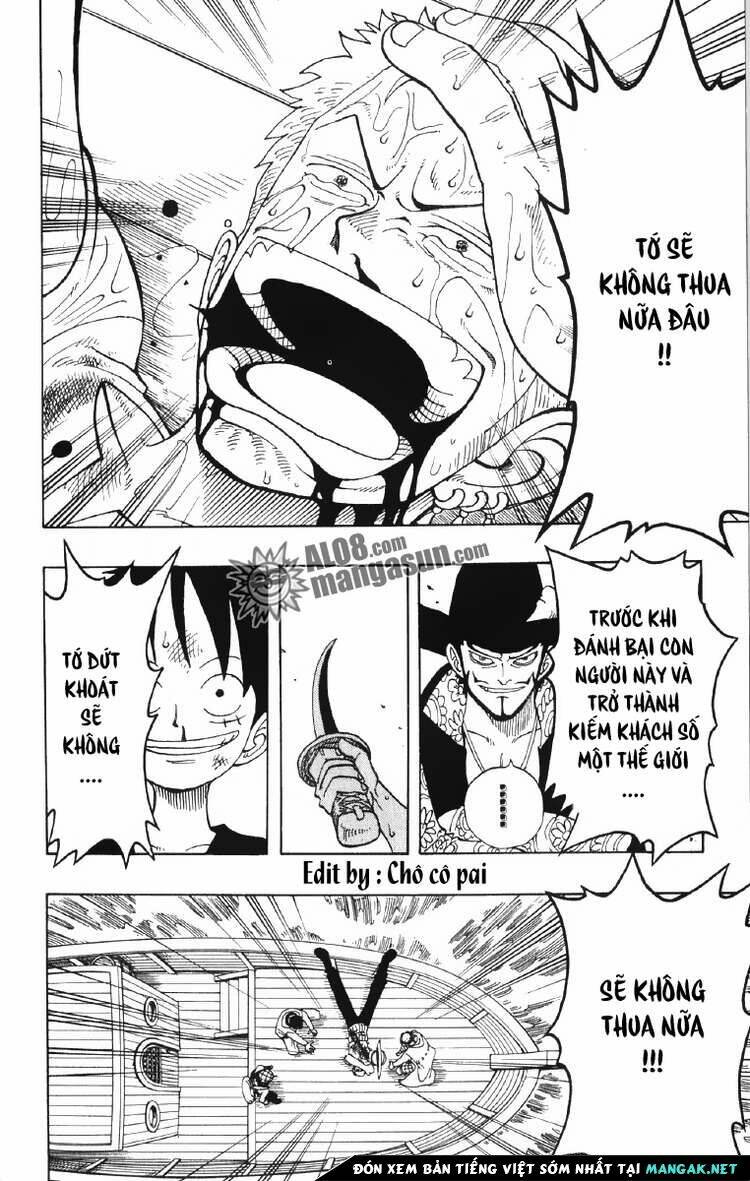 TỚ SẼ
KHÔNG THUA
NỮA ĐÂU
!!
AL08.com
mangasun.com
TRƯỚC KHI
ĐÁNH BẠI CON
NGƯỜI NÀY VÀ
TRỞ THÀNH
KIẾM KHÁCH SỐ
MỘT THẾ GIỚI
....
......
TỚ DỨT
KHOÁT
SẼ
KHÔNG
....
Edit by : Chô cô pai
SẼ KHÔNG
THUA NỮA
!!!
ĐÓN XEM BẢN TIẾNG VIỆT SỚM NHẤT TẠI MANGAK.NET